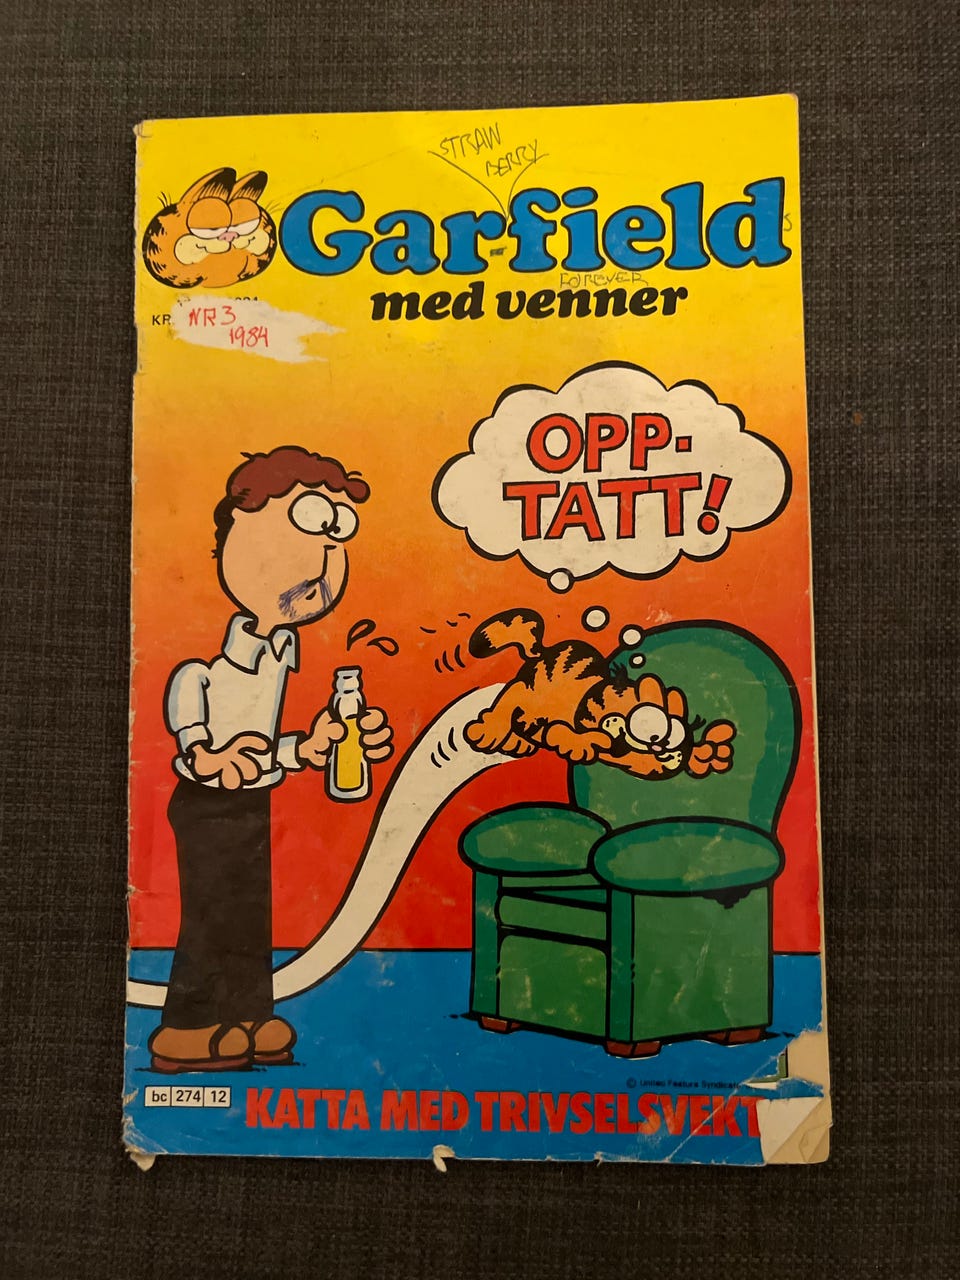 STRAW
BERRY
Garfield
FOREVER
med venner
KR.
NR 3
1984
OPP-
TATT!
© United Feature Syndicate
bc 274 12
KATTA MED TRIVSELSVEKT